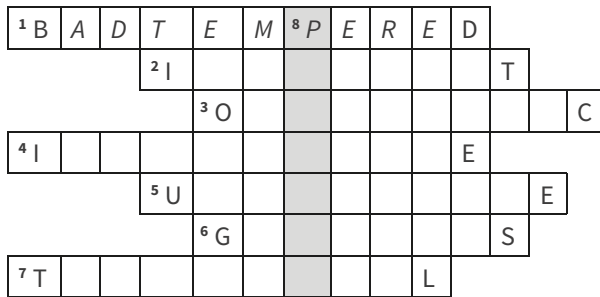 1 B A D T E M 8 P E R E D
2 I T
3 O C
4 I E
5 U E
6 G S
7 T L